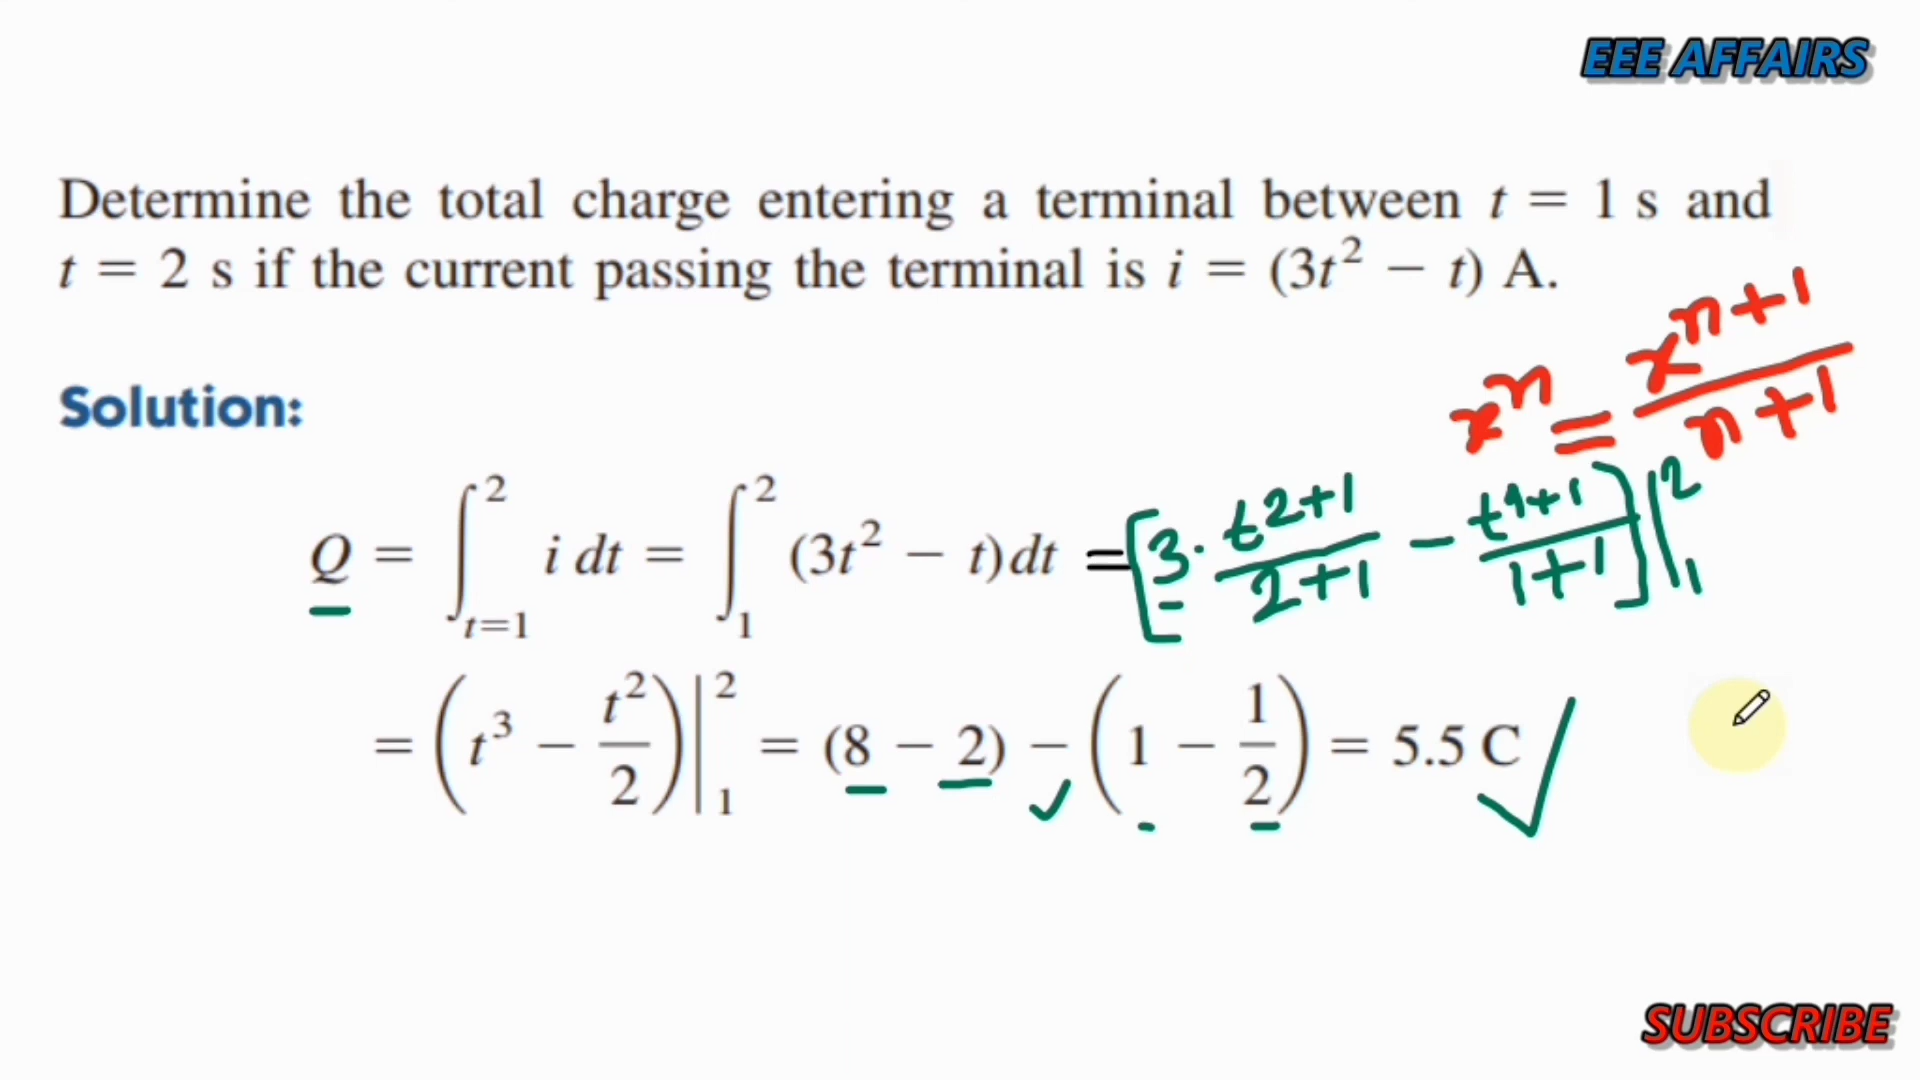 EEE AFFAIRS
Determine the total charge entering a terminal between t = 1 s and
t = 2 s if the current passing the terminal is i = (3t² − t) A.
xⁿ = xⁿ⁺¹/n+1
Solution:
Q = ∫_{t=1}^{2} i dt = ∫_{1}^{2} (3t² − t) dt = [3 · t²⁺¹/2+1 − t¹⁺¹/1+1]|₁²
= (t³ − t²/2)|₁² = (8 − 2) − (1 − 1/2) = 5.5 C
SUBSCRIBE